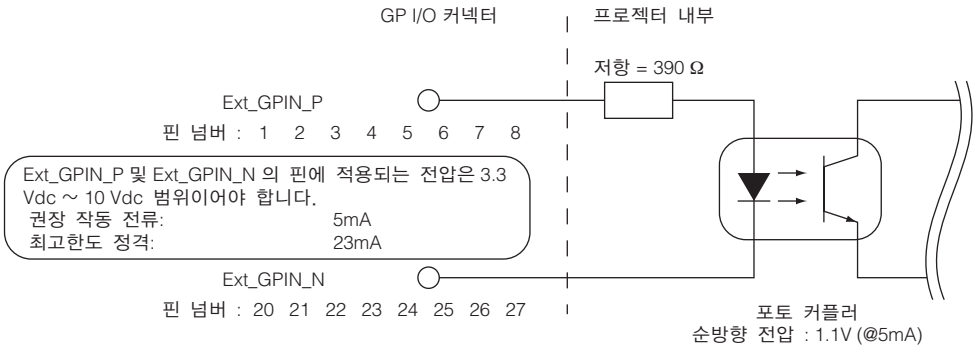 GP I/O 커넥터
프로젝터 내부
저항 = 390 Ω
Ext_GPIN_P
핀 넘버 : 1 2 3 4 5 6 7 8
Ext_GPIN_P 및 Ext_GPIN_N 의 핀에 적용되는 전압은 3.3
Vdc ~ 10 Vdc 범위이어야 합니다.
권장 작동 전류: 5mA
최고한도 정격: 23mA
Ext_GPIN_N
핀 넘버 : 20 21 22 23 24 25 26 27
포토 커플러
순방향 전압 : 1.1V (@5mA)